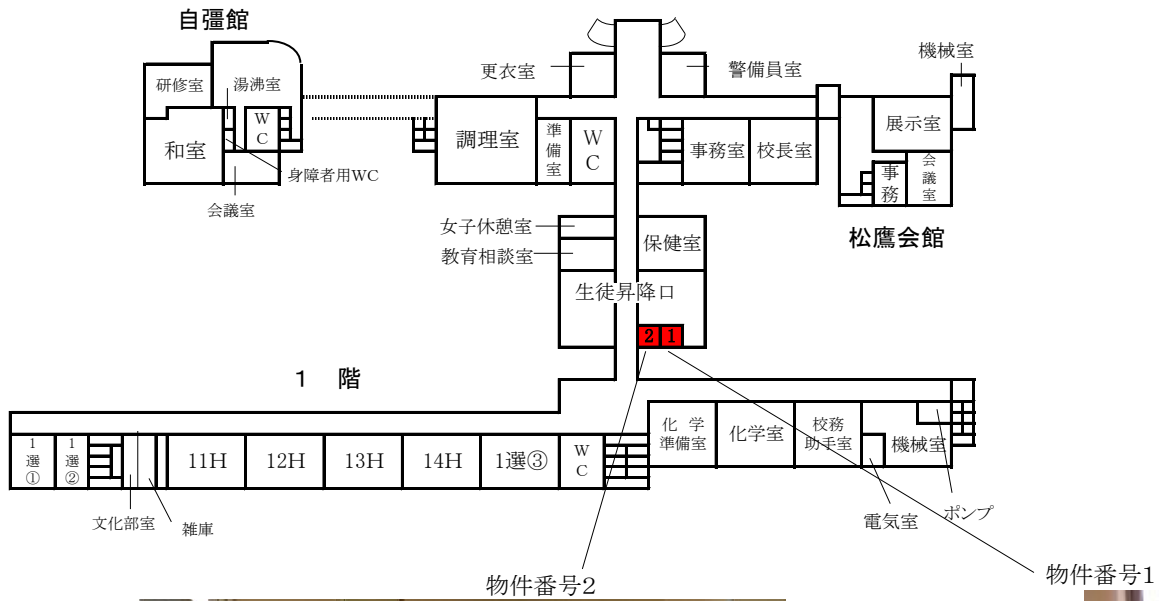 自彊館
研修室
湯沸室
WC
和室
身障者用WC
会議室
更衣室
警備員室
機械室
調理室
準備室
WC
事務室
校長室
展示室
事務
会議室
松鷹会館
女子休憩室
教育相談室
保健室
生徒昇降口
2
1
1 階
1選①
1選②
11H
12H
13H
14H
1選③
WC
化 学
準備室
化学室
校務
助手室
機械室
文化部室
雑庫
電気室
ポンプ
物件番号2
物件番号1